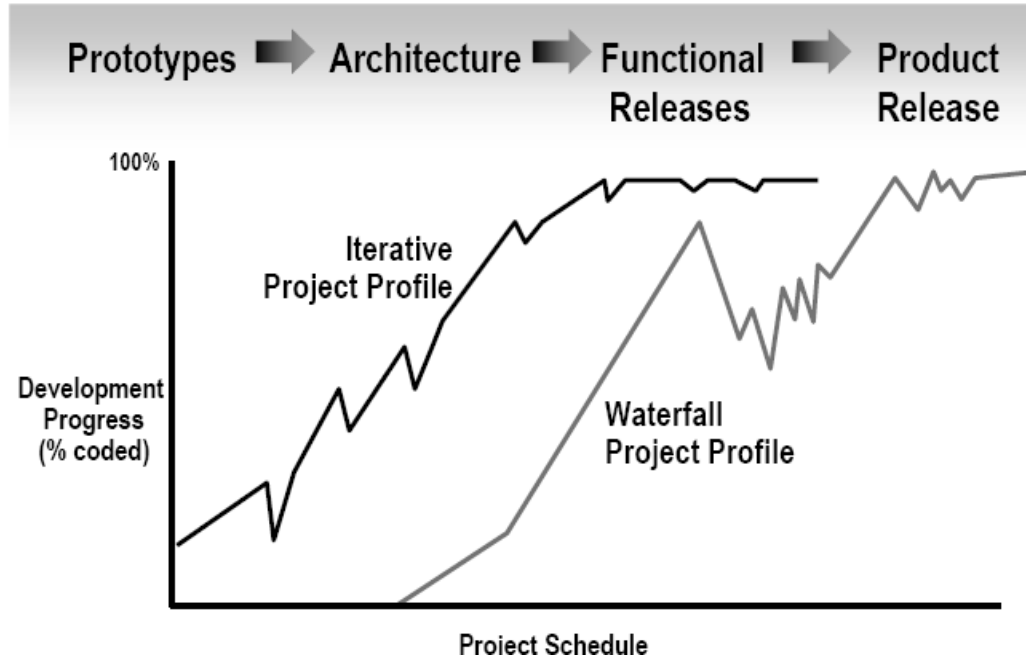 Prototypes Architecture Functional Product
Releases Release
100%
Iterative
Project Profile
Development
Progress
(% coded)
Waterfall
Project Profile
Project Schedule